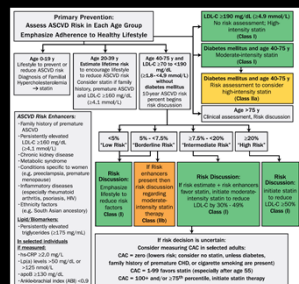 Primary Prevention:
Assess ASCVD Risk in Each Age Group
Emphasize Adherence to Healthy Lifestyle
LDL-C ≥190 mg/dL (≥4.9 mmol/L)
No risk assessment; High-intensity statin
(Class I)
Diabetes mellitus and age 40-75 y
Moderate-intensity statin
(Class I)
Diabetes mellitus and age 40-75 y
Risk assessment to consider
high-intensity statin
(Class IIa)
Age >75 y
Clinical assessment, Risk discussion
Age 0-19 y
Lifestyle to prevent or
reduce ASCVD risk
Diagnosis of Familial
Hypercholesterolemia
→ statin
Age 20-39 y
Estimate lifetime risk
to encourage lifestyle
to reduce ASCVD risk
Consider statin if family
history, premature ASCVD
and LDL-C ≥160 mg/dL
(≥4.1 mmol/L)
Age 40-75 y and
LDL-C ≥70 to <190
mg/dL
(≥1.8-<4.9 mmol/L)
without
diabetes mellitus
10-year ASCVD risk
percent begins
risk discussion
ASCVD Risk Enhancers:
• Family history of premature
ASCVD
• Persistently elevated
LDL-C ≥160 mg/dL
(≥4.1 mmol/L)
• Chronic kidney disease
• Metabolic syndrome
• Conditions specific to women
(e.g., preeclampsia, premature
menopause)
• Inflammatory diseases
(especially rheumatoid
arthritis, psoriasis, HIV)
• Ethnicity factors
(e.g., South Asian ancestry)
Lipid/Biomarkers:
• Persistently elevated
triglycerides
(≥175 mg/mL)
In selected individuals
if measured:
• hs-CRP ≥2.0 mg/L
• Lp(a) levels >50 mg/dL or
>125 nmol/L
• apoB ≥130 mg/dL
• Ankle-brachial index (ABI) <0.9
<5%
"Low Risk"
5% - <7.5%
"Borderline Risk"
≥7.5% - <20%
"Intermediate Risk"
≥20%
"High Risk"
Risk
Discussion:
Emphasize
lifestyle to
reduce risk
factors
(Class I)
If Risk
enhancers
present then
risk discussion
regarding
moderate-
intensity statin
therapy
(Class IIb)
Risk Discussion:
If risk estimate + risk enhancers
favor statin, initiate moderate-
intensity statin to reduce
LDL-C by 30% - 49%
(Class I)
Risk
Discussion:
Initiate statin
to reduce
LDL-C ≥50%
(Class I)
If risk decision is uncertain:
Consider measuring CAC in selected adults:
CAC = zero (lowers risk; consider no statin, unless diabetes,
family history of premature CHD, or cigarette smoking are present)
CAC = 1-99 favors statin (especially after age 55)
CAC = 100+ and/or ≥75th percentile, initiate statin therapy